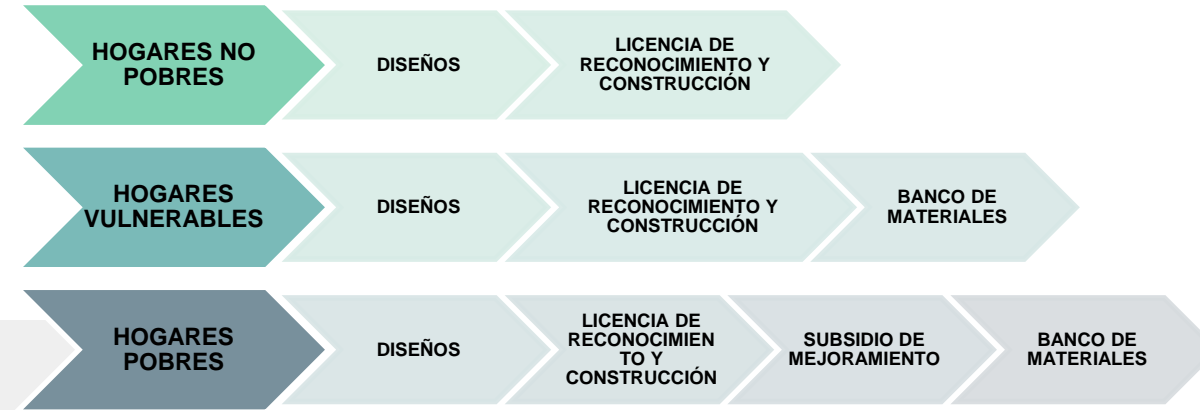 HOGARES NO
POBRES
DISEÑOS
LICENCIA DE
RECONOCIMIENTO Y
CONSTRUCCIÓN
HOGARES
VULNERABLES
DISEÑOS
LICENCIA DE
RECONOCIMIENTO Y
CONSTRUCCIÓN
BANCO DE
MATERIALES
HOGARES
POBRES
DISEÑOS
LICENCIA DE
RECONOCIMIEN
TO Y
CONSTRUCCIÓN
SUBSIDIO DE
MEJORAMIENTO
BANCO DE
MATERIALES